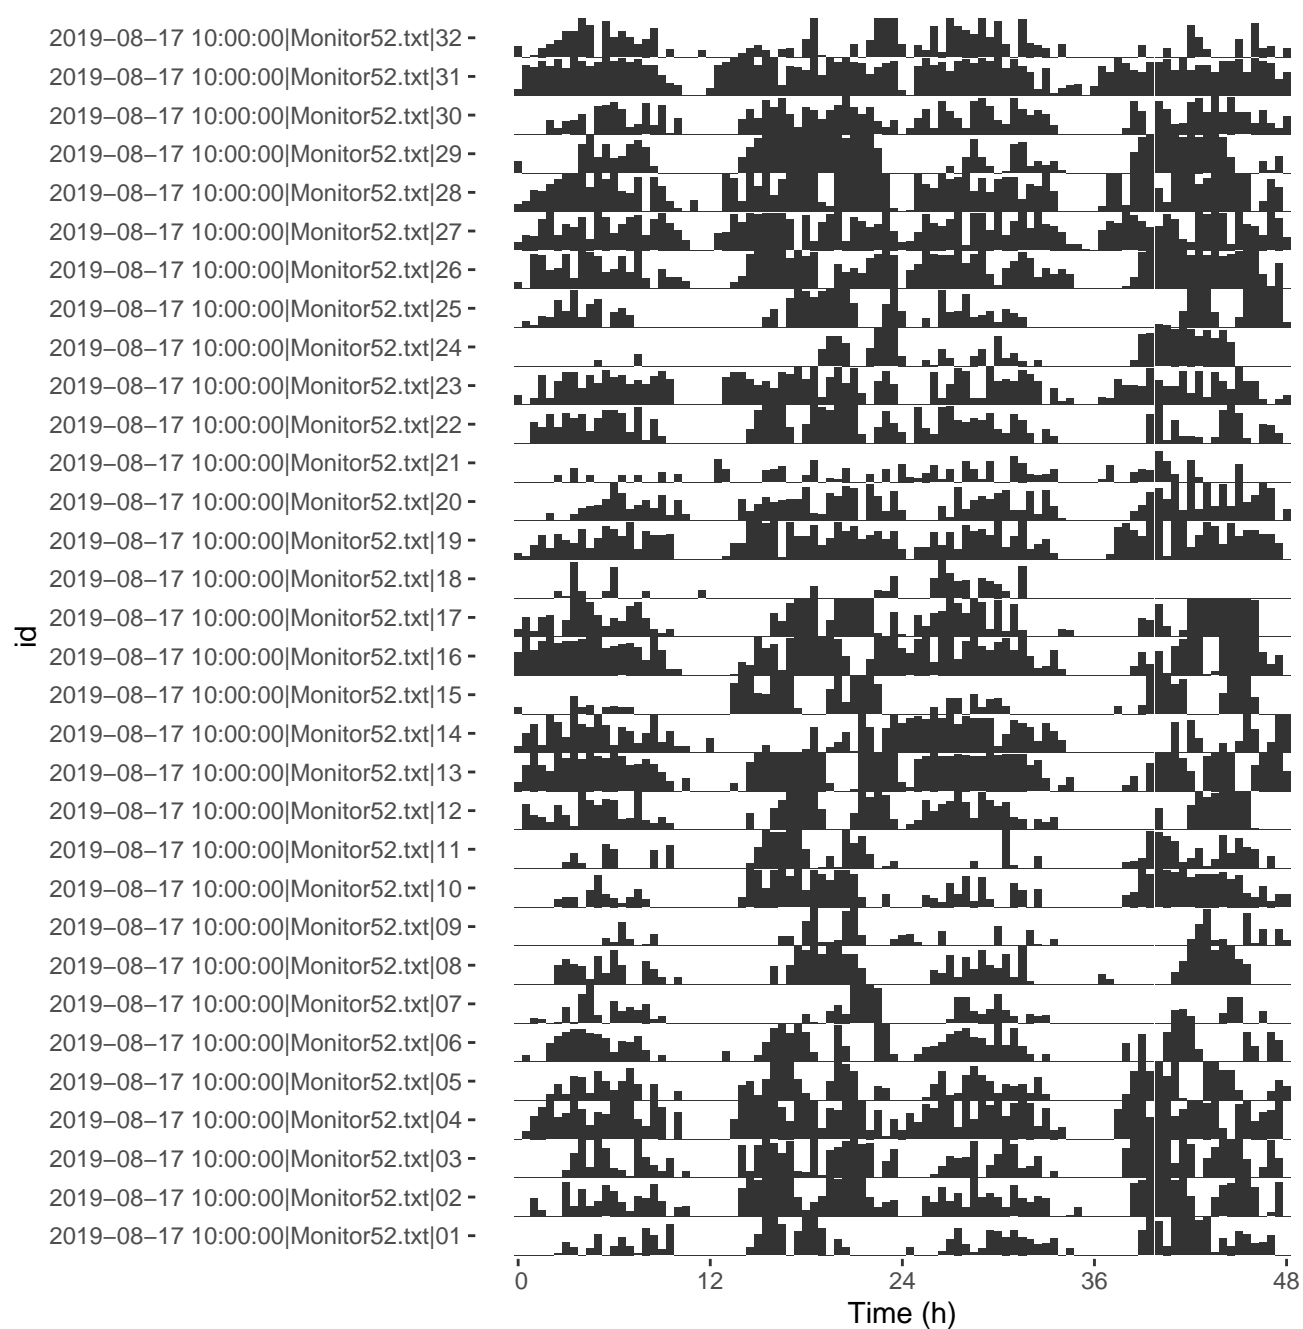 2019−08−17 10:00:00|Monitor52.txt|32
2019−08−17 10:00:00|Monitor52.txt|31
2019−08−17 10:00:00|Monitor52.txt|30
2019−08−17 10:00:00|Monitor52.txt|29
2019−08−17 10:00:00|Monitor52.txt|28
2019−08−17 10:00:00|Monitor52.txt|27
2019−08−17 10:00:00|Monitor52.txt|26
2019−08−17 10:00:00|Monitor52.txt|25
2019−08−17 10:00:00|Monitor52.txt|24
2019−08−17 10:00:00|Monitor52.txt|23
2019−08−17 10:00:00|Monitor52.txt|22
2019−08−17 10:00:00|Monitor52.txt|21
2019−08−17 10:00:00|Monitor52.txt|20
2019−08−17 10:00:00|Monitor52.txt|19
2019−08−17 10:00:00|Monitor52.txt|18
2019−08−17 10:00:00|Monitor52.txt|17
id
2019−08−17 10:00:00|Monitor52.txt|16
2019−08−17 10:00:00|Monitor52.txt|15
2019−08−17 10:00:00|Monitor52.txt|14
2019−08−17 10:00:00|Monitor52.txt|13
2019−08−17 10:00:00|Monitor52.txt|12
2019−08−17 10:00:00|Monitor52.txt|11
2019−08−17 10:00:00|Monitor52.txt|10
2019−08−17 10:00:00|Monitor52.txt|09
2019−08−17 10:00:00|Monitor52.txt|08
2019−08−17 10:00:00|Monitor52.txt|07
2019−08−17 10:00:00|Monitor52.txt|06
2019−08−17 10:00:00|Monitor52.txt|05
2019−08−17 10:00:00|Monitor52.txt|04
2019−08−17 10:00:00|Monitor52.txt|03
2019−08−17 10:00:00|Monitor52.txt|02
2019−08−17 10:00:00|Monitor52.txt|01
0 12 24 36 48
Time (h)